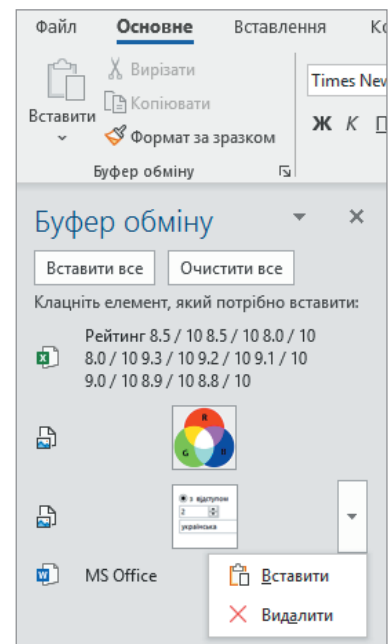 Файл Основне Вставлення Ко
Вирізати
Копіювати
Вставити
Формат за зразком
Буфер обміну
Times New
Ж К П
Буфер обміну
Вставити все Очистити все
Клацніть елемент, який потрібно вставити:
Рейтинг 8.5 / 10 8.5 / 10 8.0 / 10
8.0 / 10 9.3 / 10 9.2 / 10 9.1 / 10
9.0 / 10 8.9 / 10 8.8 / 10
R
G B
з відступом
2
українська
MS Office
Вставити
Видалити